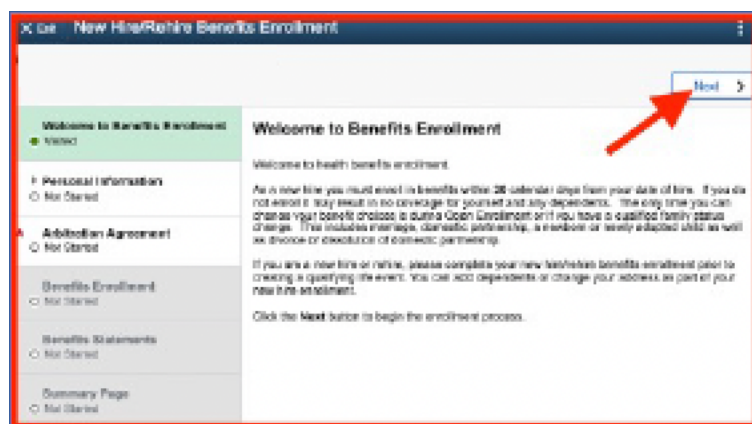 X Exit New Hire/Rehire Benefits Enrollment
Next >
Welcome to Benefits Enrollment
Visited
Personal Information
Not Started
Arbitration Agreement
Not Started
Benefits Enrollment
Not Started
Benefits Statements
Not Started
Summary Page
Not Started
Welcome to Benefits Enrollment
Welcome to health benefits enrollment.
As a new hire you must enroll in benefits within 30 calendar days from your date of hire. If you do
not enroll it may result in no coverage for yourself and any dependents. The only time you can
change your benefit choices is during Open Enrollment or if you have a qualified family status
change. This includes marriage, domestic partnership, a newborn or newly adopted child as well
as divorce or dissolution of domestic partnership.
If you are a new hire or rehire, please complete your new hire/rehire benefits enrollment prior to
creating a qualifying life event. You can add dependents or change your address as part of your
new hire enrollment.
Click the Next button to begin the enrollment process.